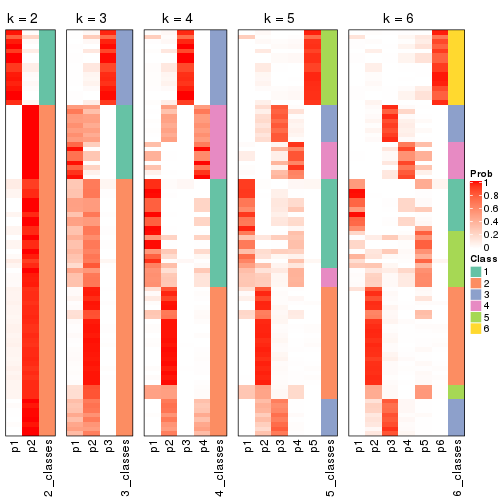 k = 2
k = 3
k = 4
k = 5
k = 6
p1
p2
2_classes
p1
p2
p3
3_classes
p1
p2
p3
p4
4_classes
p1
p2
p3
p4
p5
5_classes
p1
p2
p3
p4
p5
p6
6_classes
Prob
1
0.8
0.6
0.4
0.2
0
Class
1
2
3
4
5
6